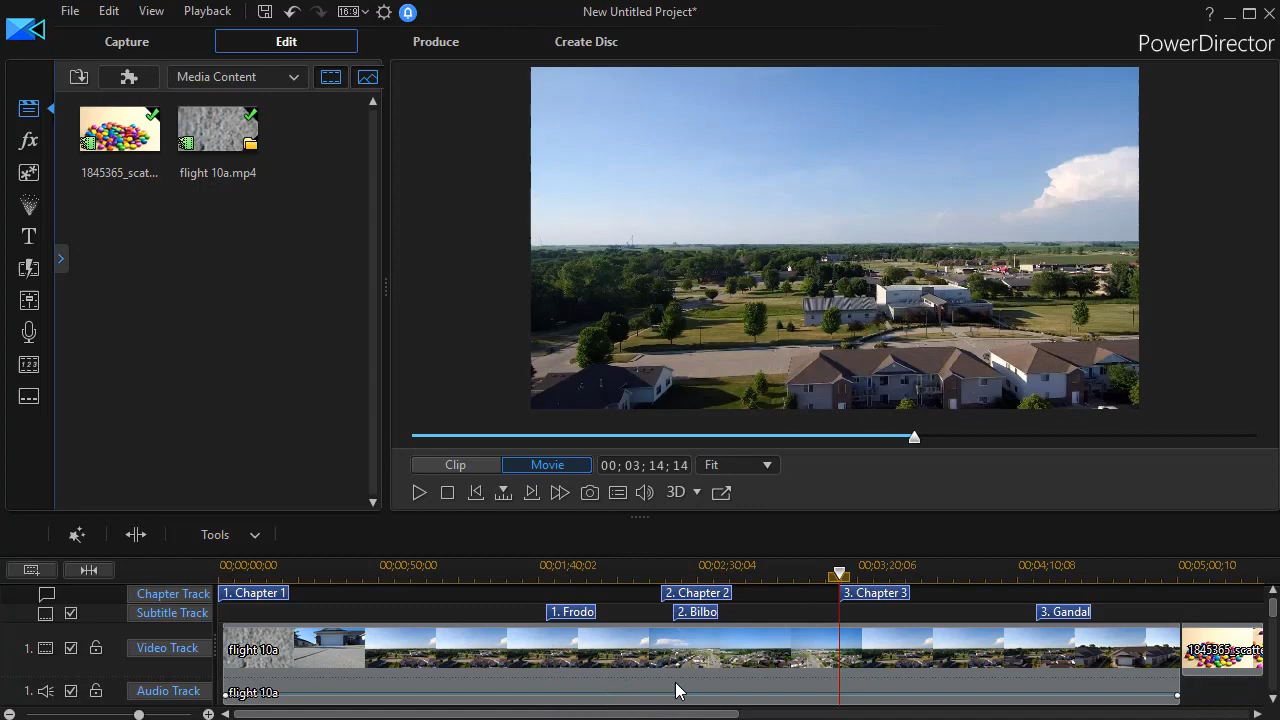 File Edit View Playback 16:9 New Untitled Project* ?
Capture Edit Produce Create Disc PowerDirector
Media Content
1845365_scat... flight 10a.mp4
fx
T
Clip Movie 00; 03; 14; 14 Fit
3D
Tools
00;00;00;00 00;00;50;00 00;01;40;02 00;02;30;04 00;03;20;06 00;04;10;08 00;05;00;10
Chapter Track 1. Chapter 1 2. Chapter 2 3. Chapter 3
Subtitle Track 1. Frodo 2. Bilbo 3. Gandal
1. Video Track flight 10a 1845365_scatte
1. Audio Track flight 10a